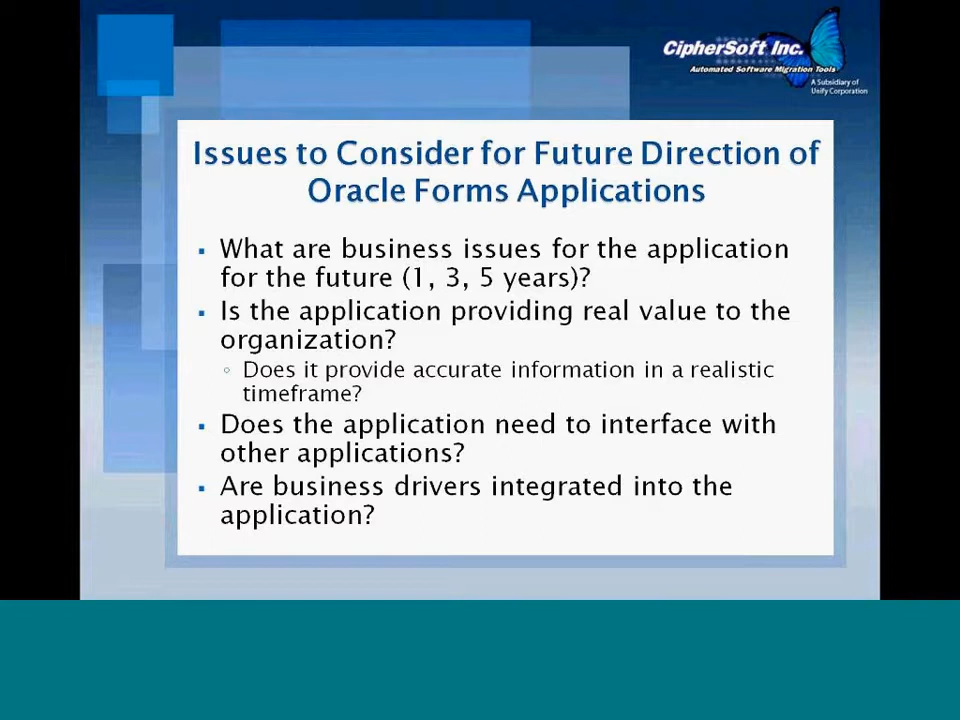 CipherSoft Inc.
Automated Software Migration Tools
A Subsidiary of
Unify Corporation
Issues to Consider for Future Direction of
Oracle Forms Applications
▪ What are business issues for the application
for the future (1, 3, 5 years)?
▪ Is the application providing real value to the
organization?
◦ Does it provide accurate information in a realistic
timeframe?
▪ Does the application need to interface with
other applications?
▪ Are business drivers integrated into the
application?